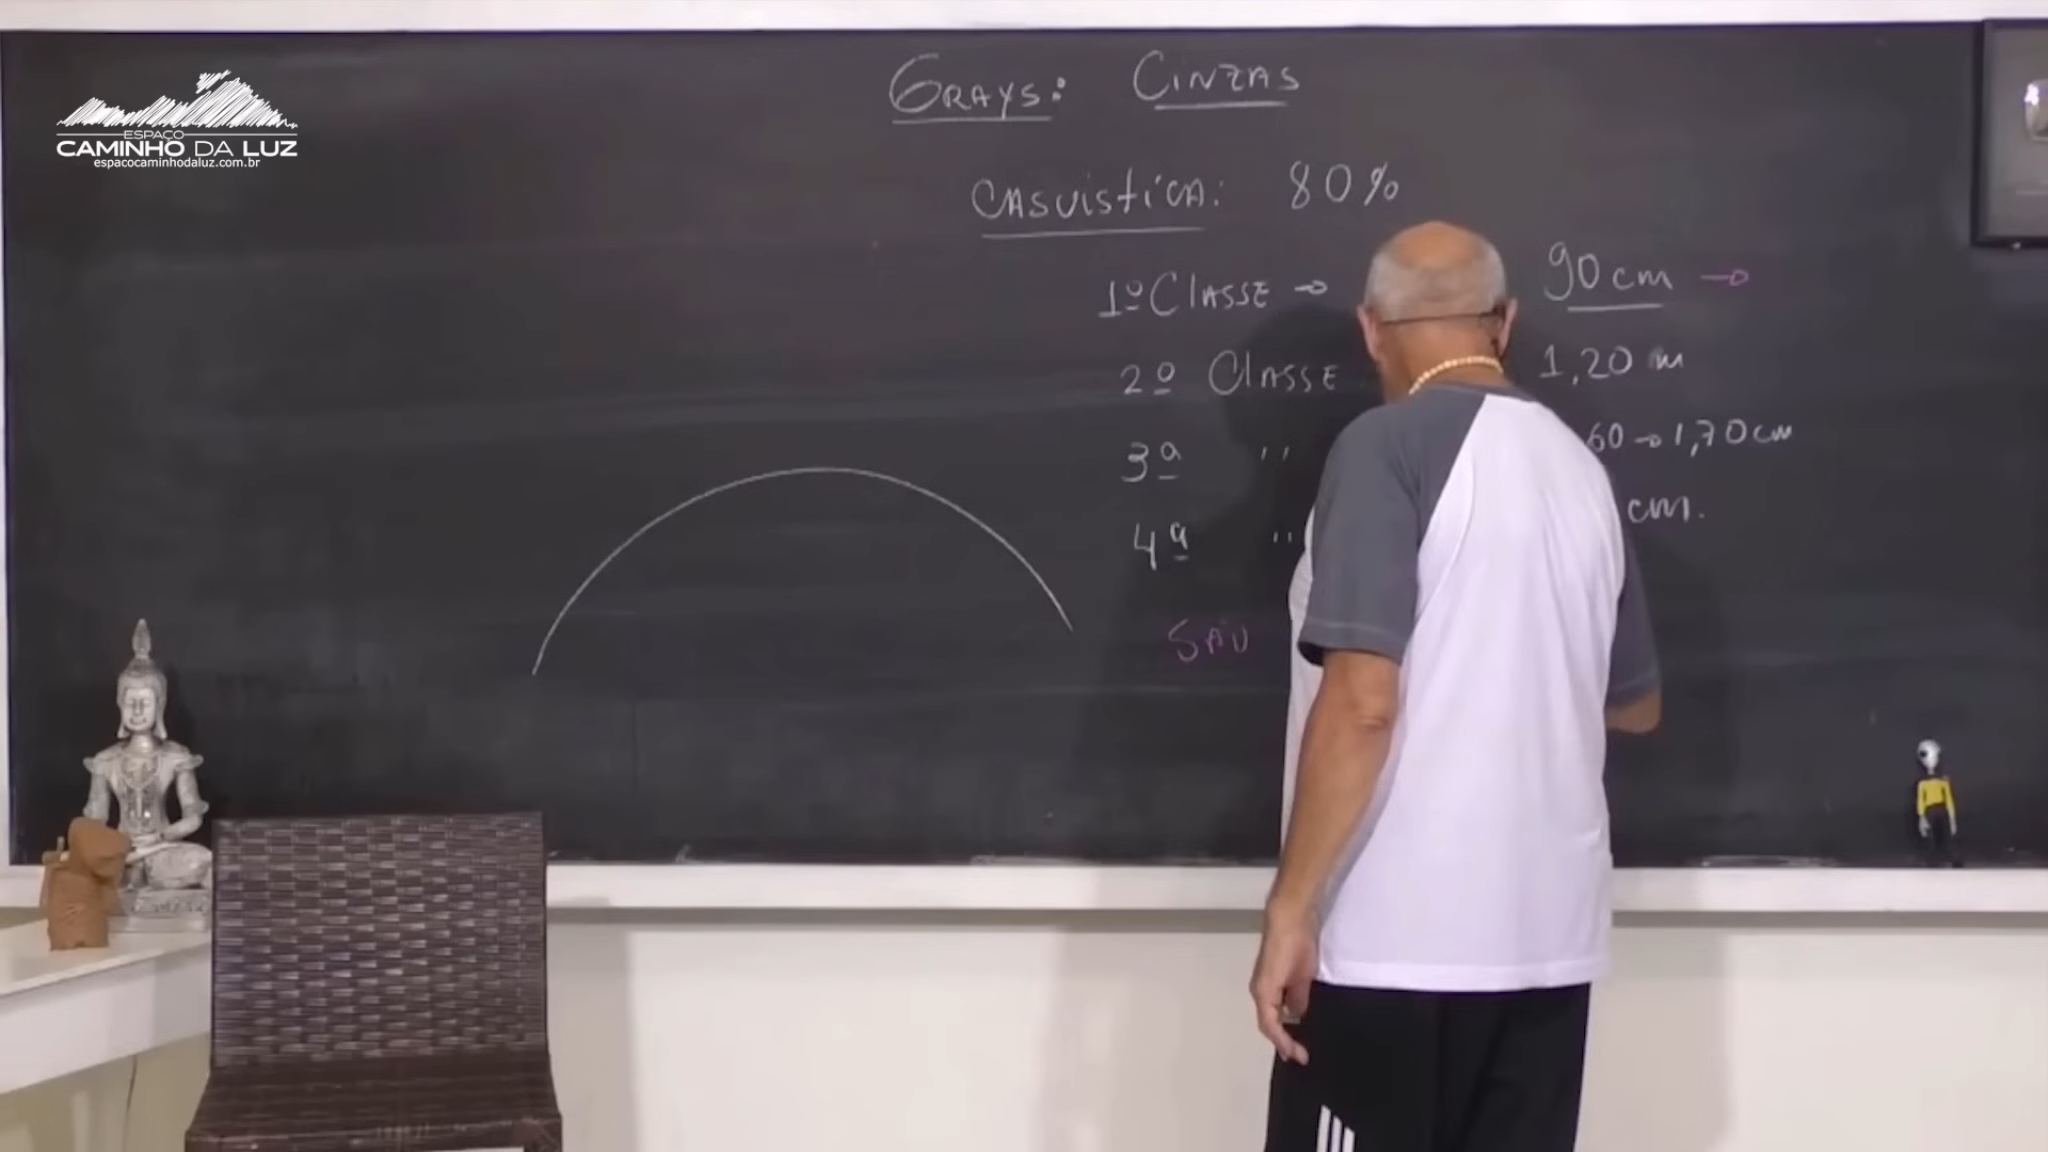 ESPAÇO
CAMINHO DA LUZ
espacocaminhodaluz.com.br
GRAYS: CINZAS
CASUISTICA: 80%
1º CLASSE → 90 cm →
2º CLASSE 1,20 m
3ª " 60 → 1,70 cm
4ª " cm.
SÃO